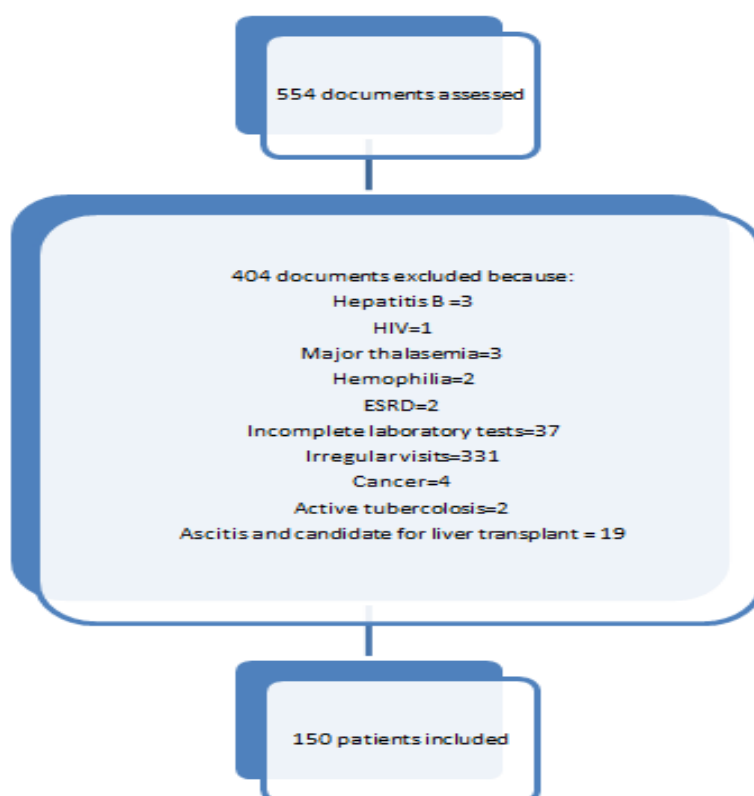 554 documents assessed
404 documents excluded because:
Hepatitis B =3
HIV=1
Major thalasemia=3
Hemophilia=2
ESRD=2
Incomplete laboratory tests=37
Irregular visits=331
Cancer=4
Active tubercolosis=2
Ascitis and candidate for liver transplant = 19
150 patients included